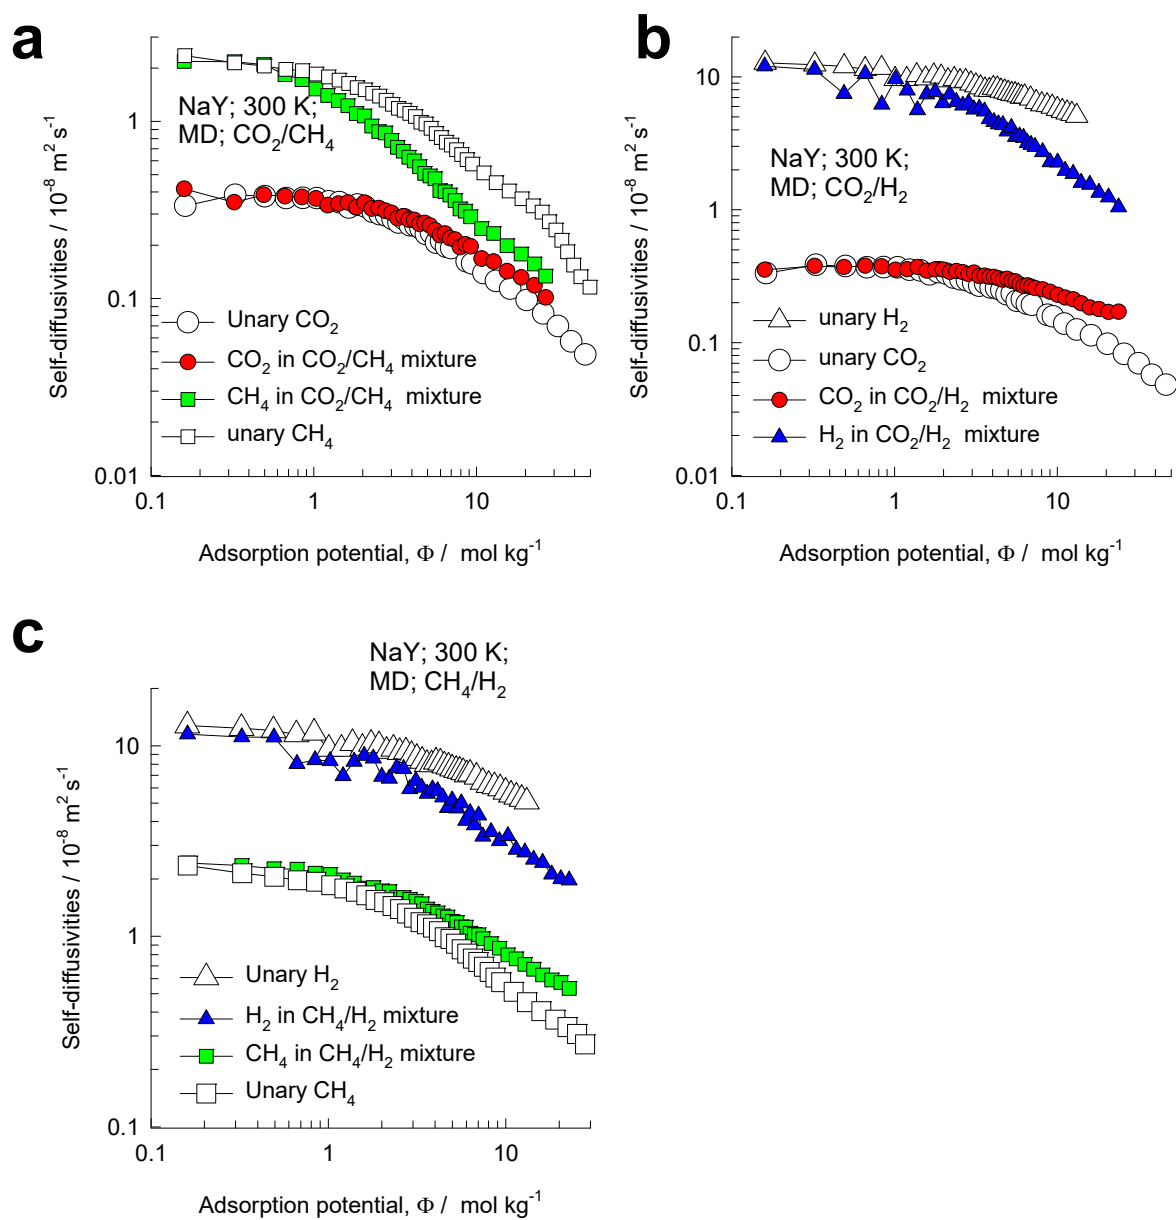 a
Self-diffusivities / 10⁻⁸ m² s⁻¹
1
0.1
0.01
NaY; 300 K;
MD; CO₂/CH₄
Unary CO₂
CO₂ in CO₂/CH₄ mixture
CH₄ in CO₂/CH₄ mixture
unary CH₄
0.1 1 10
Adsorption potential, Φ / mol kg⁻¹
b
Self-diffusivities / 10⁻⁸ m² s⁻¹
10
1
0.1
0.01
NaY; 300 K;
MD; CO₂/H₂
unary H₂
unary CO₂
CO₂ in CO₂/H₂ mixture
H₂ in CO₂/H₂ mixture
0.1 1 10
Adsorption potential, Φ / mol kg⁻¹
c
NaY; 300 K;
MD; CH₄/H₂
Self-diffusivities / 10⁻⁸ m² s⁻¹
10
1
0.1
Unary H₂
H₂ in CH₄/H₂ mixture
CH₄ in CH₄/H₂ mixture
Unary CH₄
0.1 1 10
Adsorption potential, Φ / mol kg⁻¹